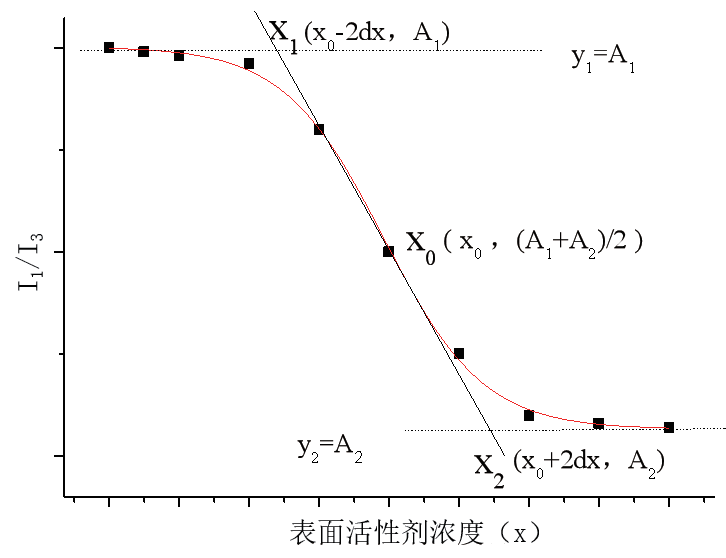 X₁(x₀-2dx，A₁)
y₁=A₁
I₁/I₃
X₀(x₀，(A₁+A₂)/2)
y₂=A₂
X₂(x₀+2dx，A₂)
表面活性剂浓度（x）